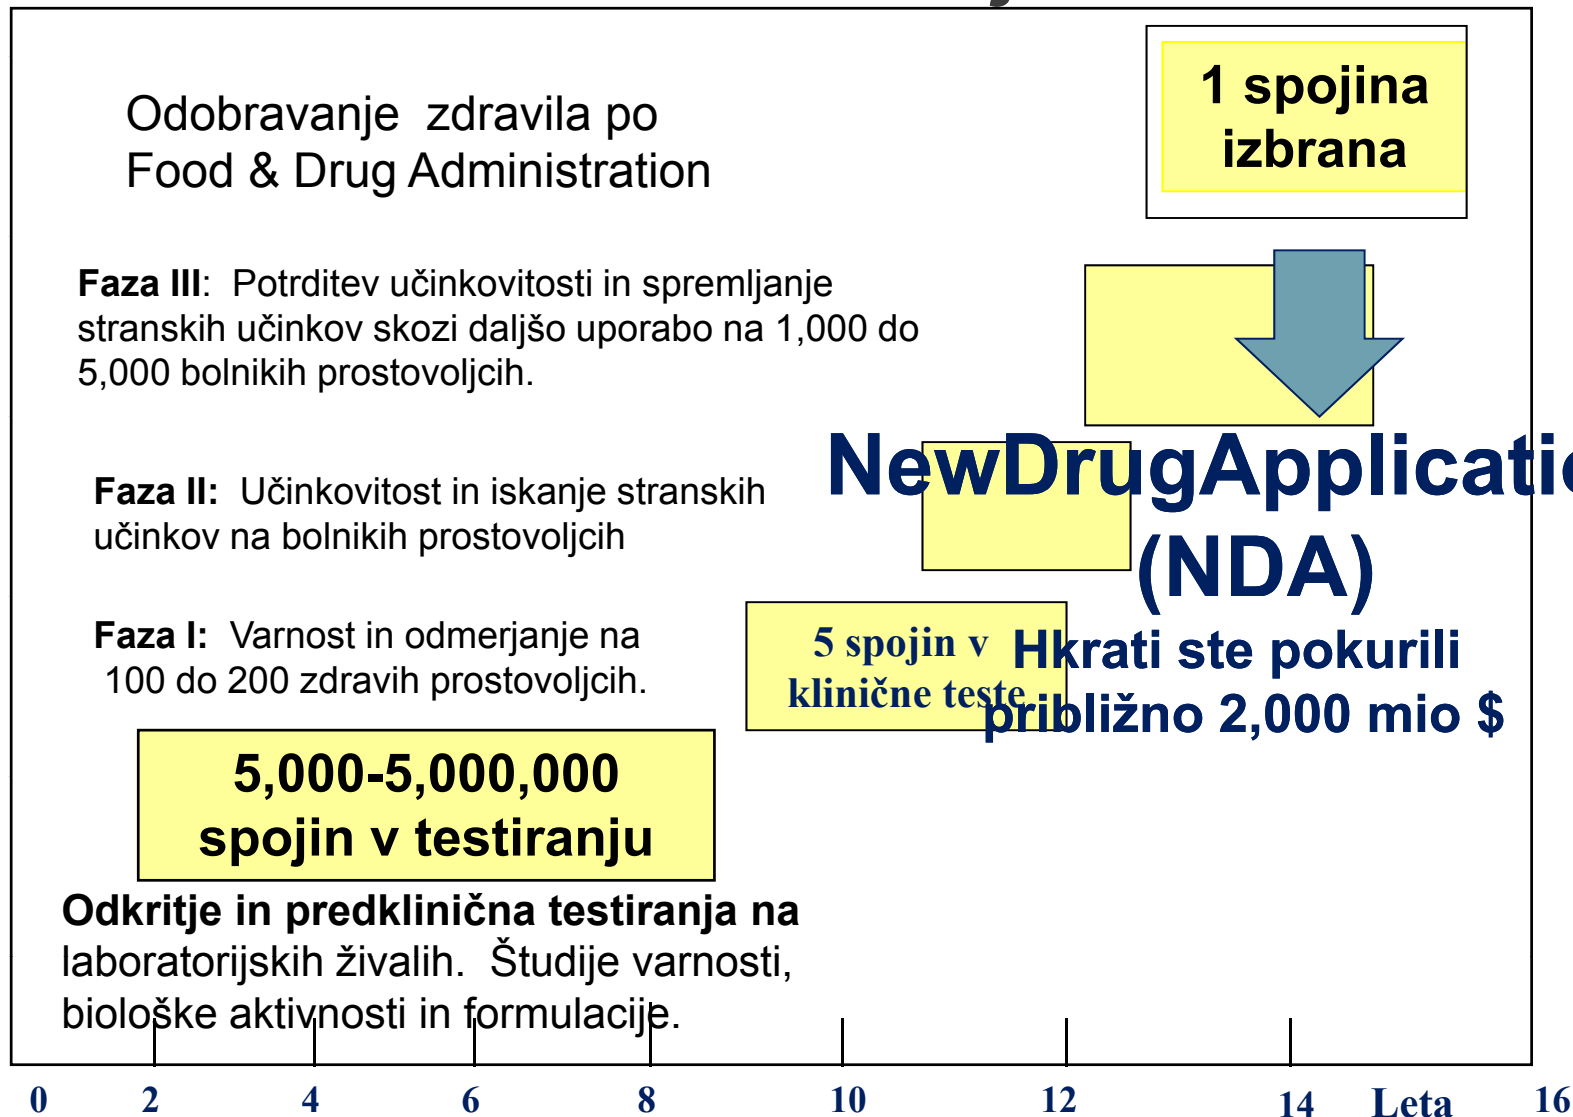 1 spojina
izbrana
Odobravanje zdravila po
Food & Drug Administration
Faza III: Potrditev učinkovitosti in spremljanje
stranskih učinkov skozi daljšo uporabo na 1,000 do
5,000 bolnikih prostovoljcih.
NewDrugApplicatio
(NDA)
Faza II: Učinkovitost in iskanje stranskih
učinkov na bolnikih prostovoljcih
Faza I: Varnost in odmerjanje na
100 do 200 zdravih prostovoljcih.
5 spojin v
klinične teste
Hkrati ste pokurili
približno 2,000 mio $
5,000-5,000,000
spojin v testiranju
Odkritje in predklinična testiranja na
laboratorijskih živalih. Študije varnosti,
biološke aktivnosti in formulacije.
0 2 4 6 8 10 12 14 Leta 16